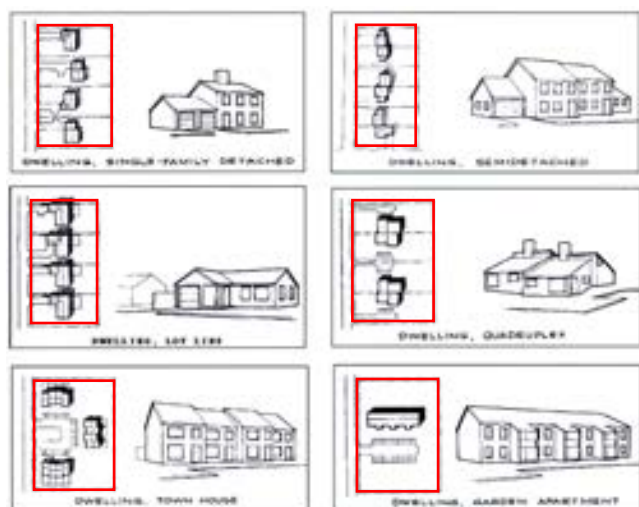 DWELLING, SINGLE-FAMILY DETACHED
DWELLING, SEMIDETACHED
DWELLING, LOT LINE
DWELLING, QUADRUPLEX
DWELLING, TOWN HOUSE
DWELLING, GARDEN APARTMENT